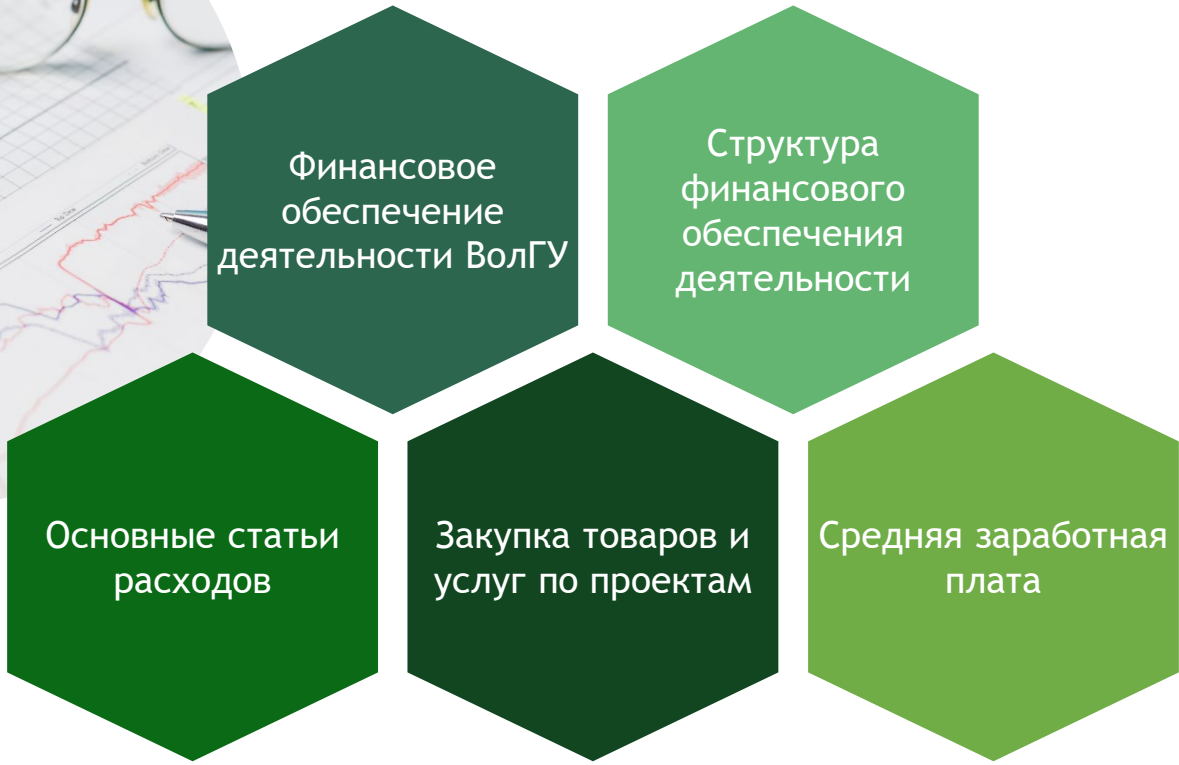 Финансовое
обеспечение
деятельности ВолГУ
Структура
финансового
обеспечения
деятельности
Основные статьи
расходов
Закупка товаров и
услуг по проектам
Средняя заработная
плата